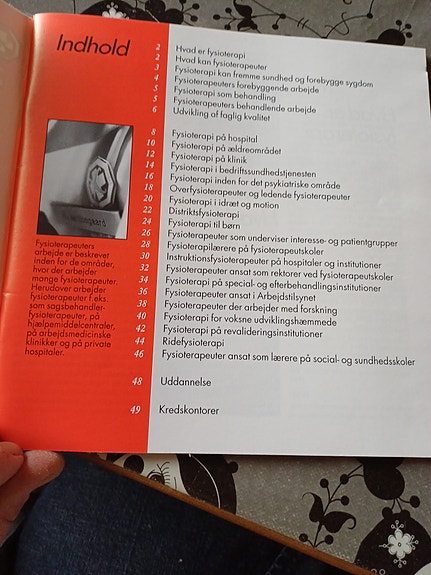 Indhold
2 Hvad er fysioterapi
2 Hvad kan fysioterapeuter
3 Fysioterapi kan fremme sundhed og forebygge sygdom
4 Fysioterapeuters forebyggende arbejde
5 Fysioterapi som behandling
5 Fysioterapeuters behandlende arbejde
6 Udvikling af faglig kvalitet
8 Fysioterapi på hospital
10 Fysioterapi på ældreområdet
12 Fysioterapi på klinik
14 Fysioterapi i bedriftssundhedstjenesten
16 Fysioterapi inden for det psykiatriske område
18 Overfysioterapeuter og ledende fysioterapeuter
20 Fysioterapi i idræt og motion
22 Distriktsfysioterapi
24 Fysioterapi til børn
26 Fysioterapeuter som underviser interesse- og patientgrupper
28 Fysioterapilærere på fysioterapeutskoler
30 Instruktionsfysioterapeuter på hospitaler og institutioner
32 Fysioterapeuter ansat som rektorer ved fysioterapeutskoler
34 Fysioterapi på special- og efterbehandlingsinstitutioner
36 Fysioterapeuter ansat i Arbejdstilsynet
38 Fysioterapeuter der arbejder med forskning
40 Fysioterapi for voksne udviklingshæmmede
42 Fysioterapi på revalideringsinstitutioner
44 Ridefysioterapi
46 Fysioterapeuter ansat som lærere på social- og sundhedsskoler
48 Uddannelse
49 Kredskontorer
Fysioterapeuters
arbejde er beskrevet
inden for de områder,
hvor der arbejder
mange fysioterapeuter.
Herudover arbejder
fysioterapeuter f.eks.
som sagsbehandler-
fysioterapeuter, på
hjælpemiddelcentraler,
på arbejdsmedicinske
klinikker og på private
hospitaler.